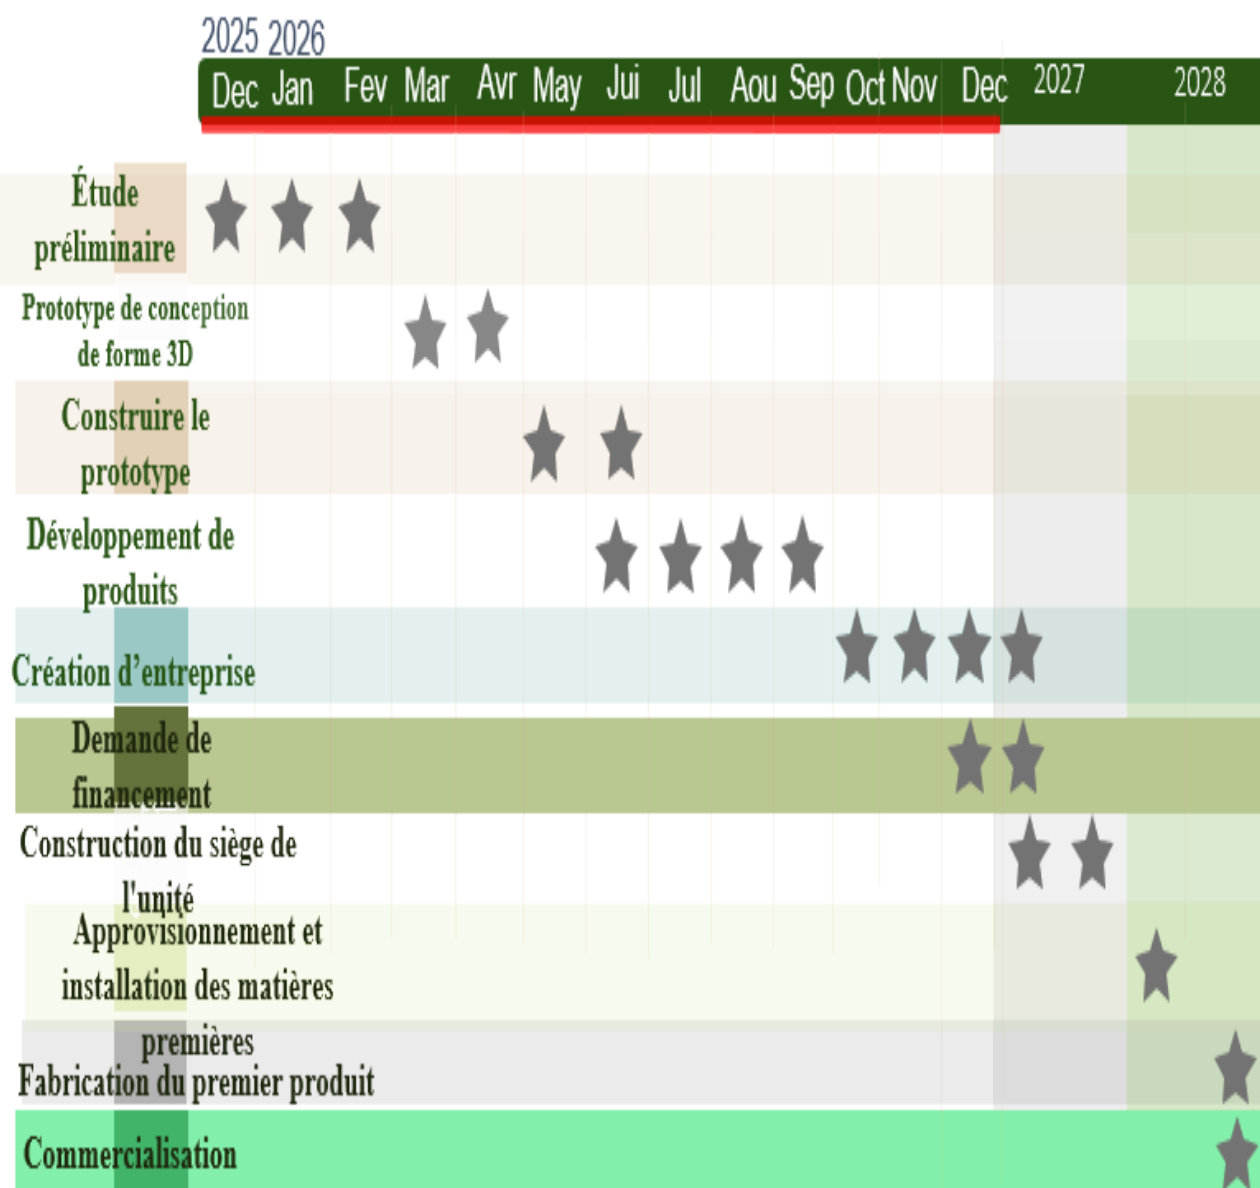 2025 2026
Dec Jan Fev Mar Avr May Jui Jul Aou Sep Oct Nov Dec 2027 2028
Étude
préliminaire
Prototype de conception
de forme 3D
Construire le
prototype
Développement de
produits
Création d’entreprise
Demande de
financement
Construction du siège de
l'unité
Approvisionnement et
installation des matières
premières
Fabrication du premier produit
Commercialisation